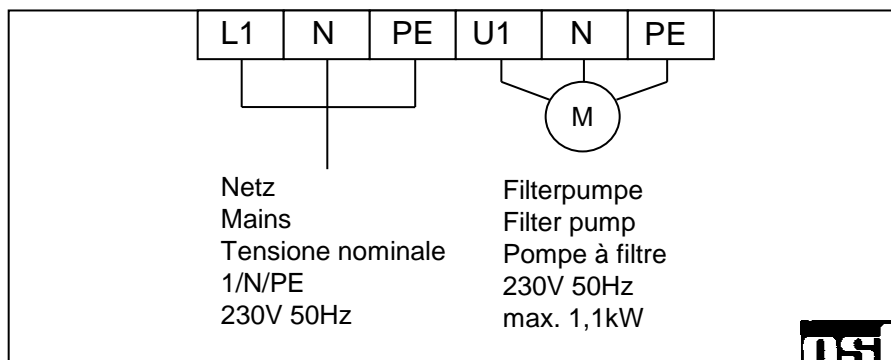 L1 N PE U1 N PE
M
Netz
Mains
Tensione nominale
1/N/PE
230V 50Hz
Filterpumpe
Filter pump
Pompe à filtre
230V 50Hz
max. 1,1kW